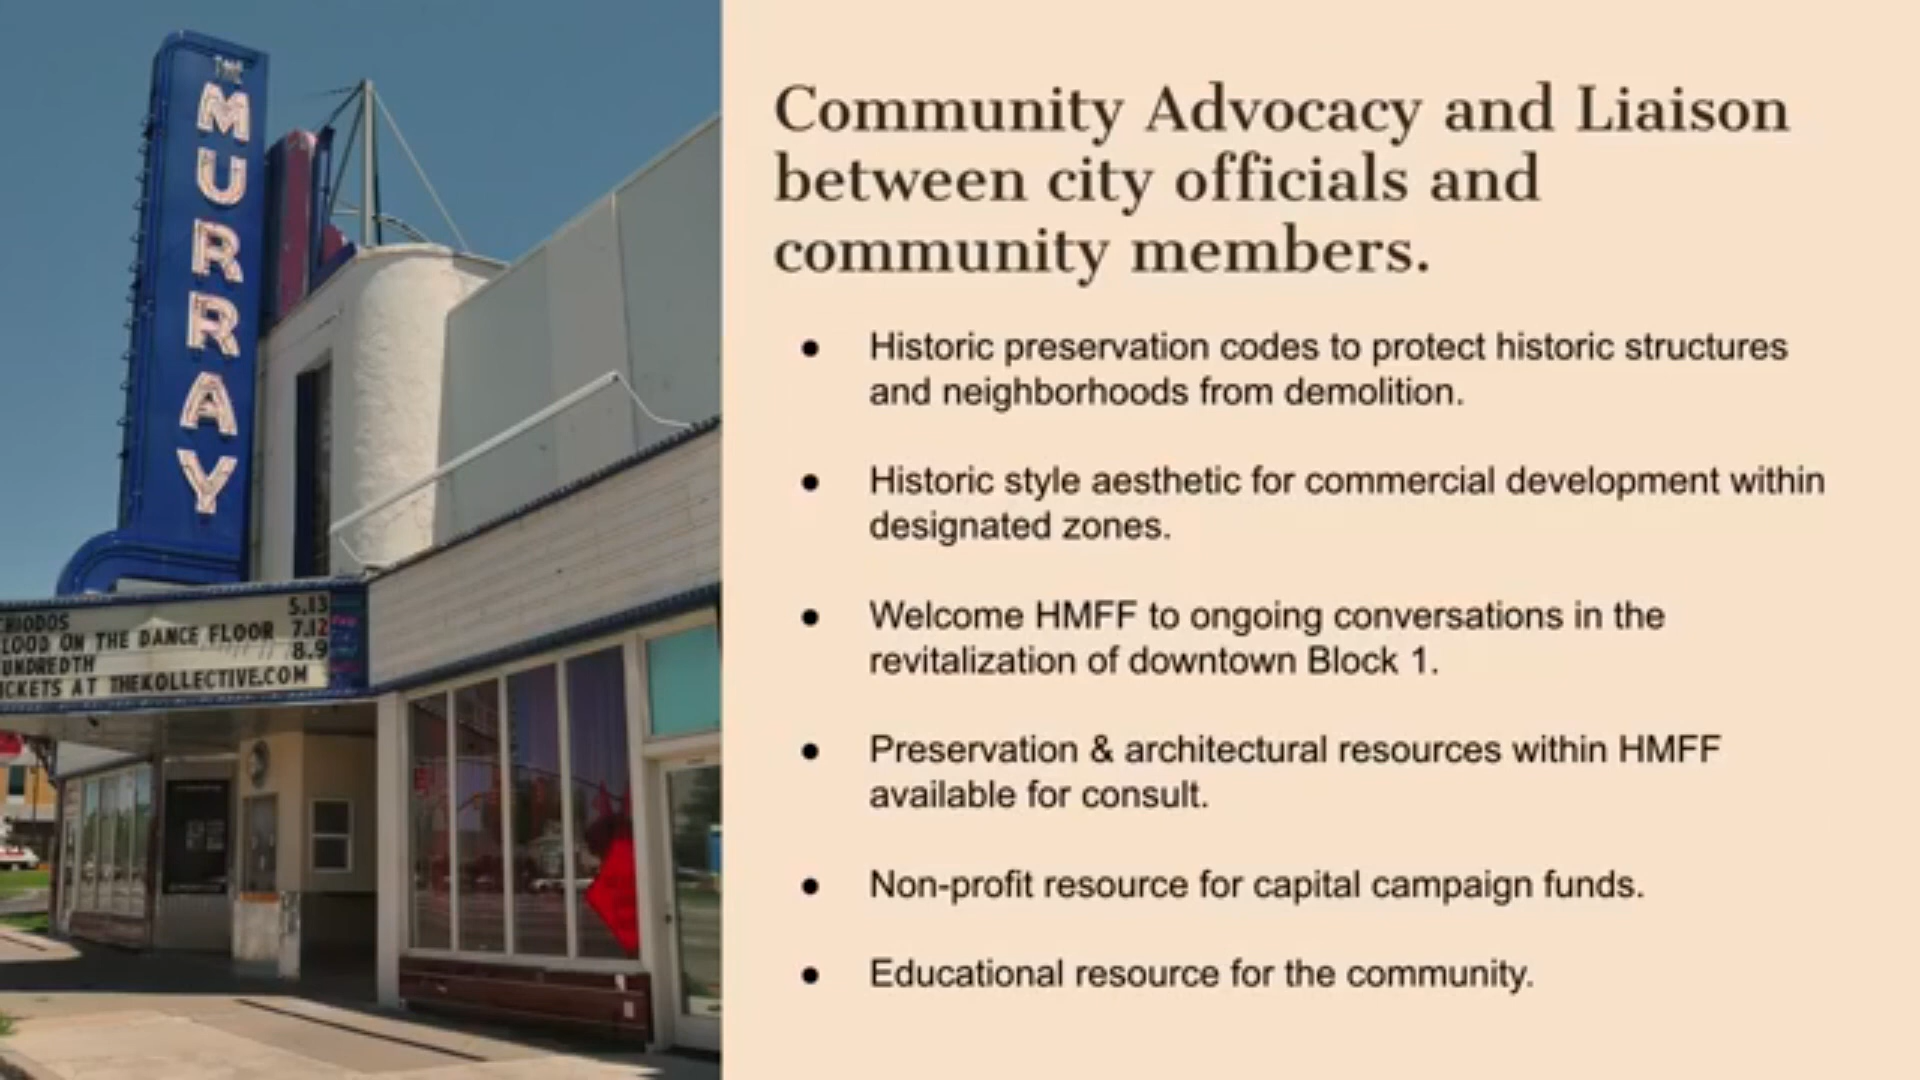 THE
MURRAY
CHIODOS 5.13
LOOD ON THE DANCE FLOOR 7.12
UNDREDTH 8.9
ICKETS AT THEKOLLECTIVE.COM
Community Advocacy and Liaison
between city officials and
community members.
● Historic preservation codes to protect historic structures
and neighborhoods from demolition.
● Historic style aesthetic for commercial development within
designated zones.
● Welcome HMFF to ongoing conversations in the
revitalization of downtown Block 1.
● Preservation & architectural resources within HMFF
available for consult.
● Non-profit resource for capital campaign funds.
● Educational resource for the community.